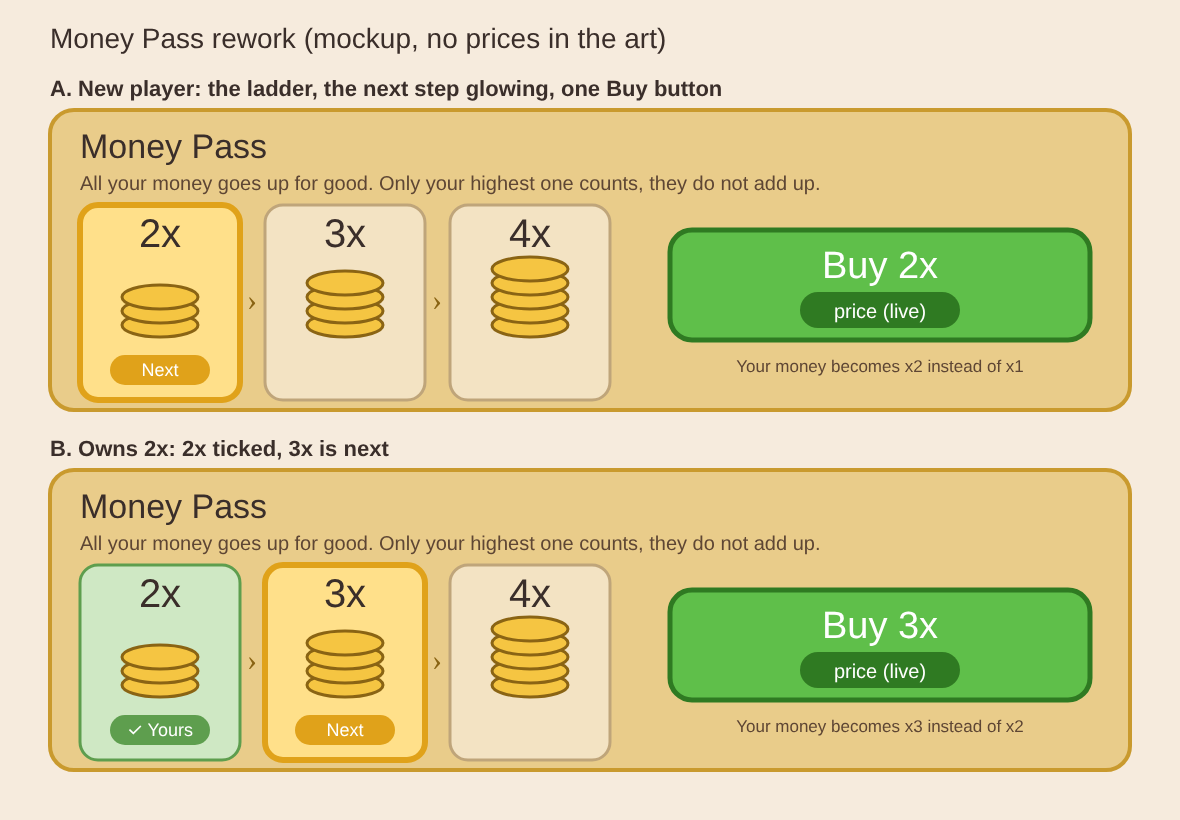 Money Pass rework (mockup, no prices in the art)
A. New player: the ladder, the next step glowing, one Buy button
Money Pass
All your money goes up for good. Only your highest one counts, they do not add up.
2x › 3x › 4x
Next
Buy 2x
price (live)
Your money becomes x2 instead of x1
B. Owns 2x: 2x ticked, 3x is next
Money Pass
All your money goes up for good. Only your highest one counts, they do not add up.
2x › 3x › 4x
✓ Yours
Next
Buy 3x
price (live)
Your money becomes x3 instead of x2